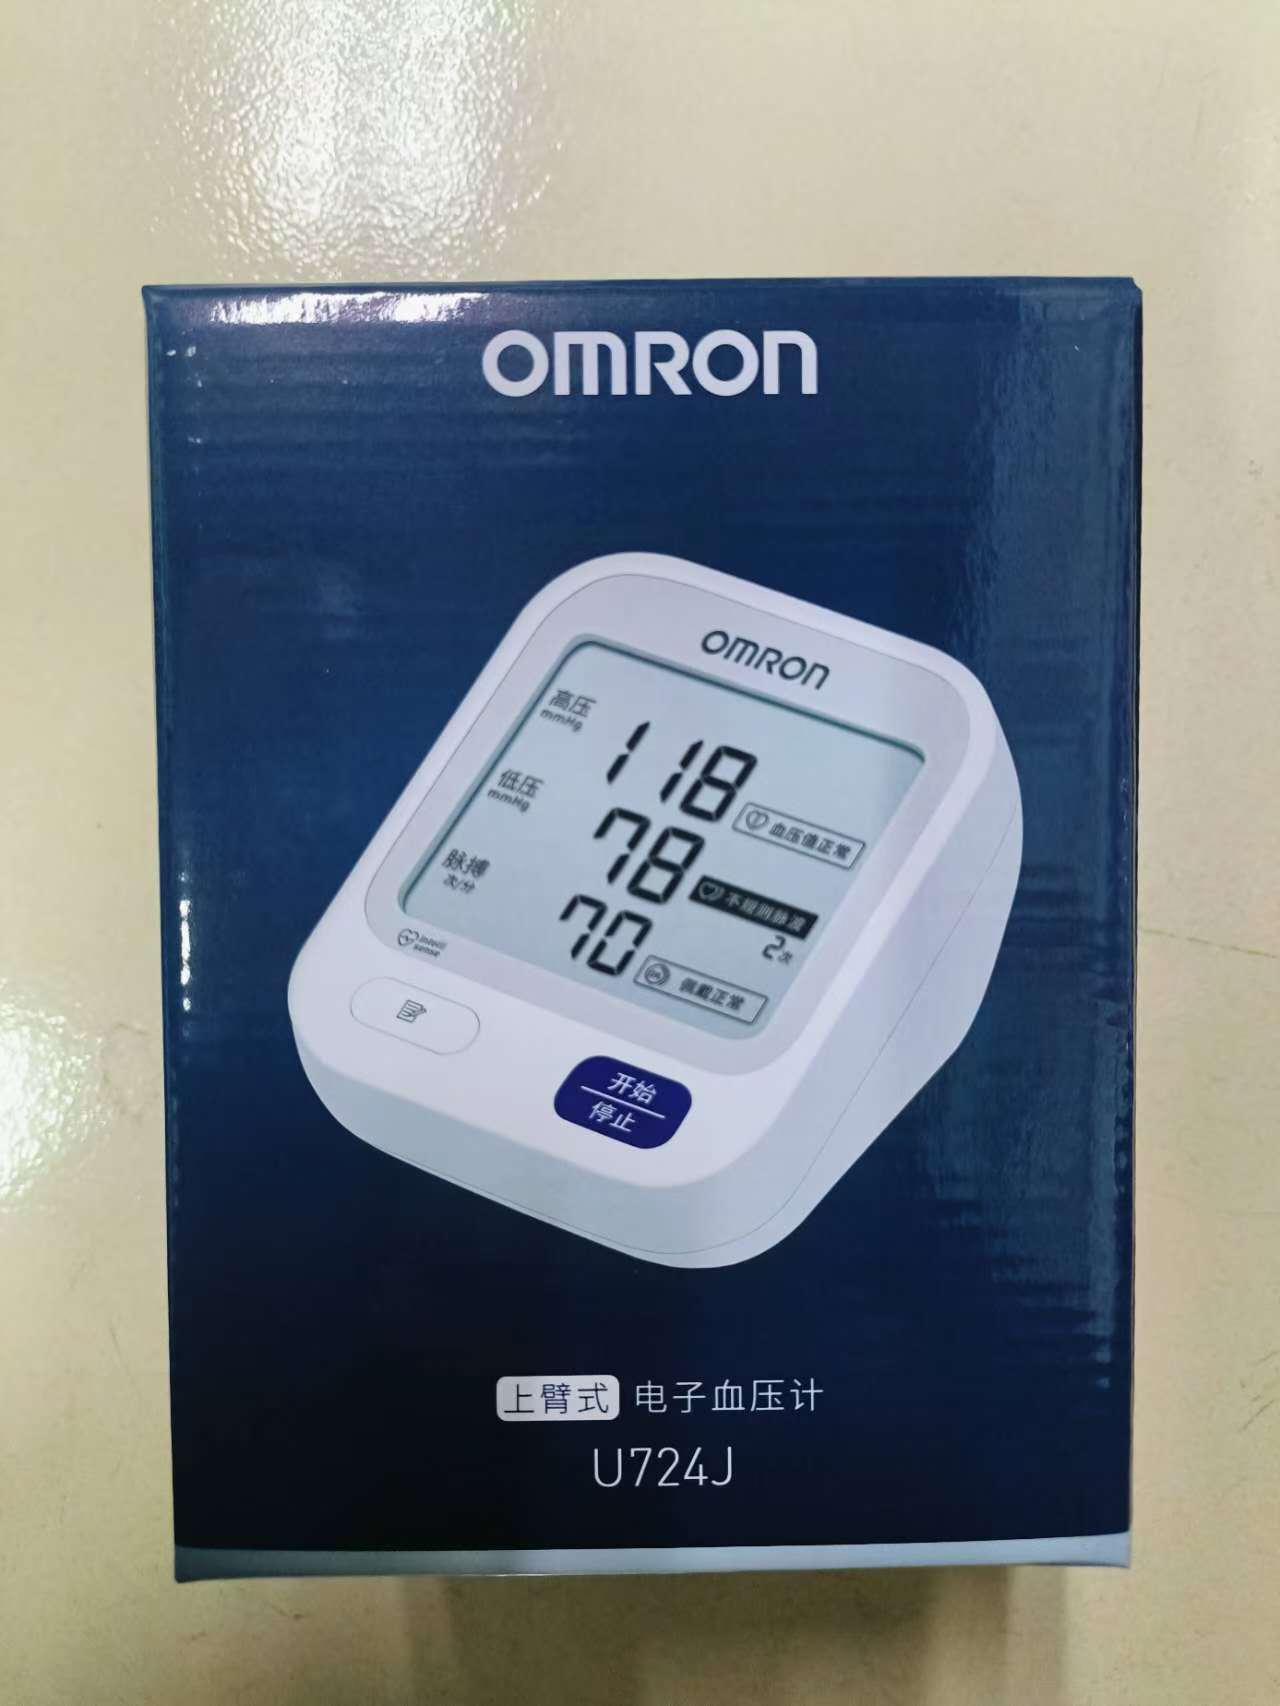 OMRON
OMRON
高压
mmHg
118
血压值正常
低压
mmHg
78
不规则脉波
2次
脉搏
次/分
70
佩戴正常
intelli
sense
开始
停止
上臂式 电子血压计
U724J